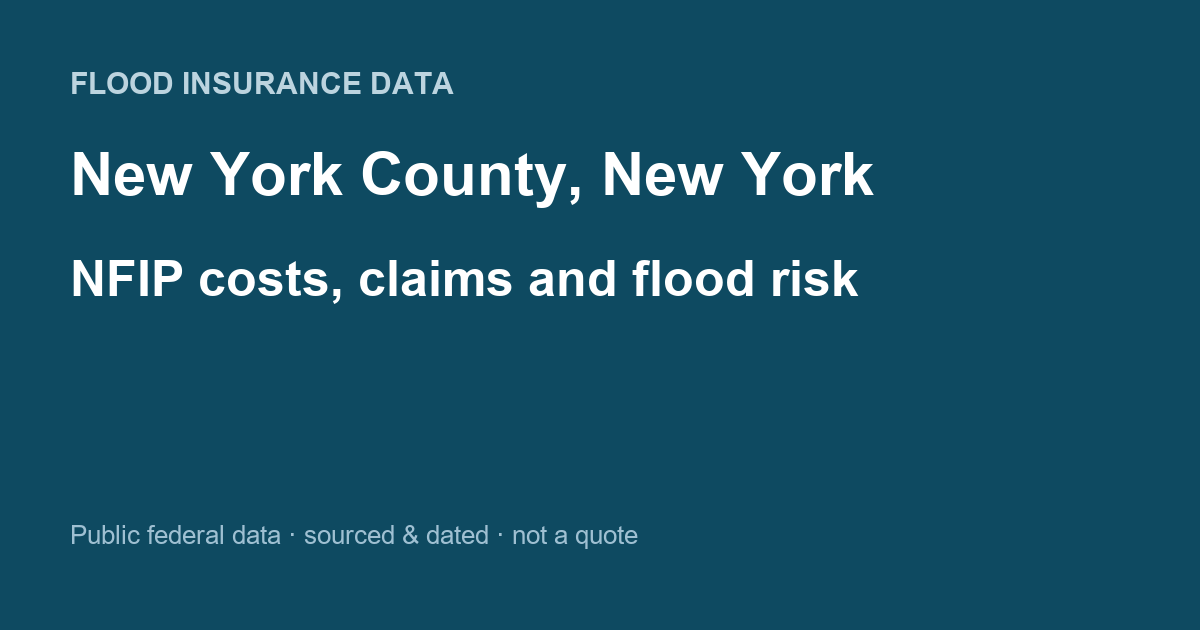 FLOOD INSURANCE DATA
New York County, New York
NFIP costs, claims and flood risk
Public federal data · sourced & dated · not a quote